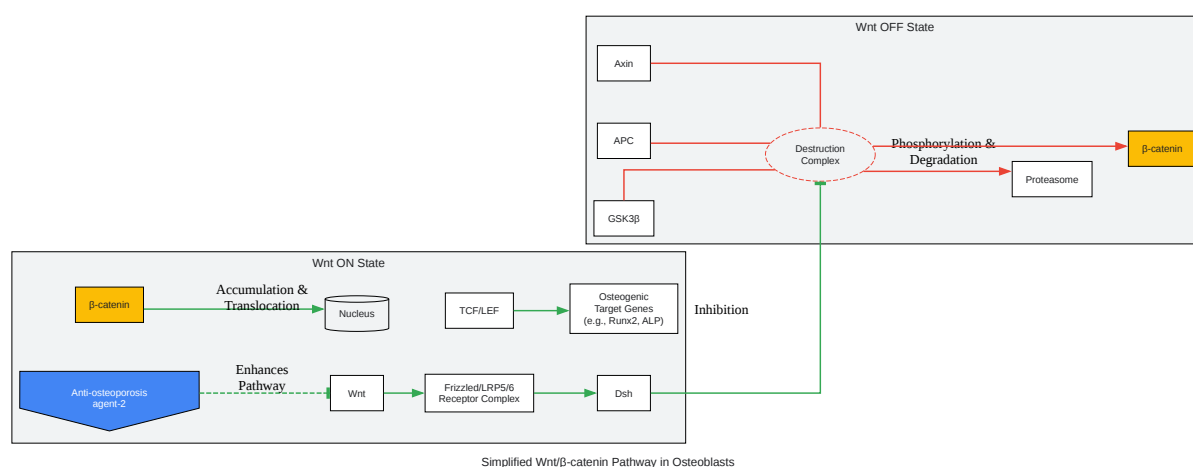 Wnt OFF State
Axin
APC
GSK3β
Destruction
Complex
Phosphorylation &
Degradation
β-catenin
Proteasome
Wnt ON State
β-catenin
Accumulation &
Translocation
Nucleus
TCF/LEF
Osteogenic
Target Genes
(e.g., Runx2, ALP)
Inhibition
Anti-osteoporosis
agent-2
Enhances
Pathway
Wnt
Frizzled/LRP5/6
Receptor Complex
Dsh
Simplified Wnt/β-catenin Pathway in Osteoblasts